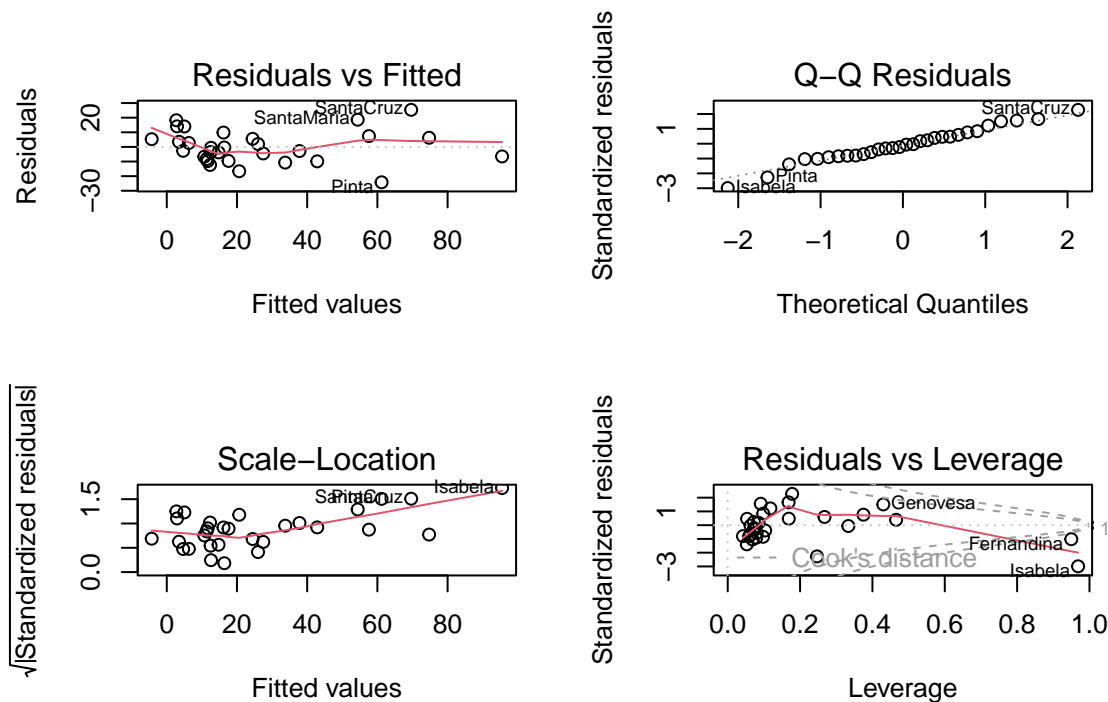 Residuals vs Fitted
Residuals
20
−30
SantaCruz
SantaMaria
Pinta
0 20 40 60 80
Fitted values
Q−Q Residuals
Standardized residuals
1
−3
SantaCruz
Pinta
Isabela
−2 −1 0 1 2
Theoretical Quantiles
Scale−Location
√|Standardized residuals|
1.5
0.0
Isabela
SantaCruz
Pinta
0 20 40 60 80
Fitted values
Residuals vs Leverage
Standardized residuals
1
−3
Genovesa
1
Fernandina
Cook's distance
Isabela
0.0 0.2 0.4 0.6 0.8 1.0
Leverage